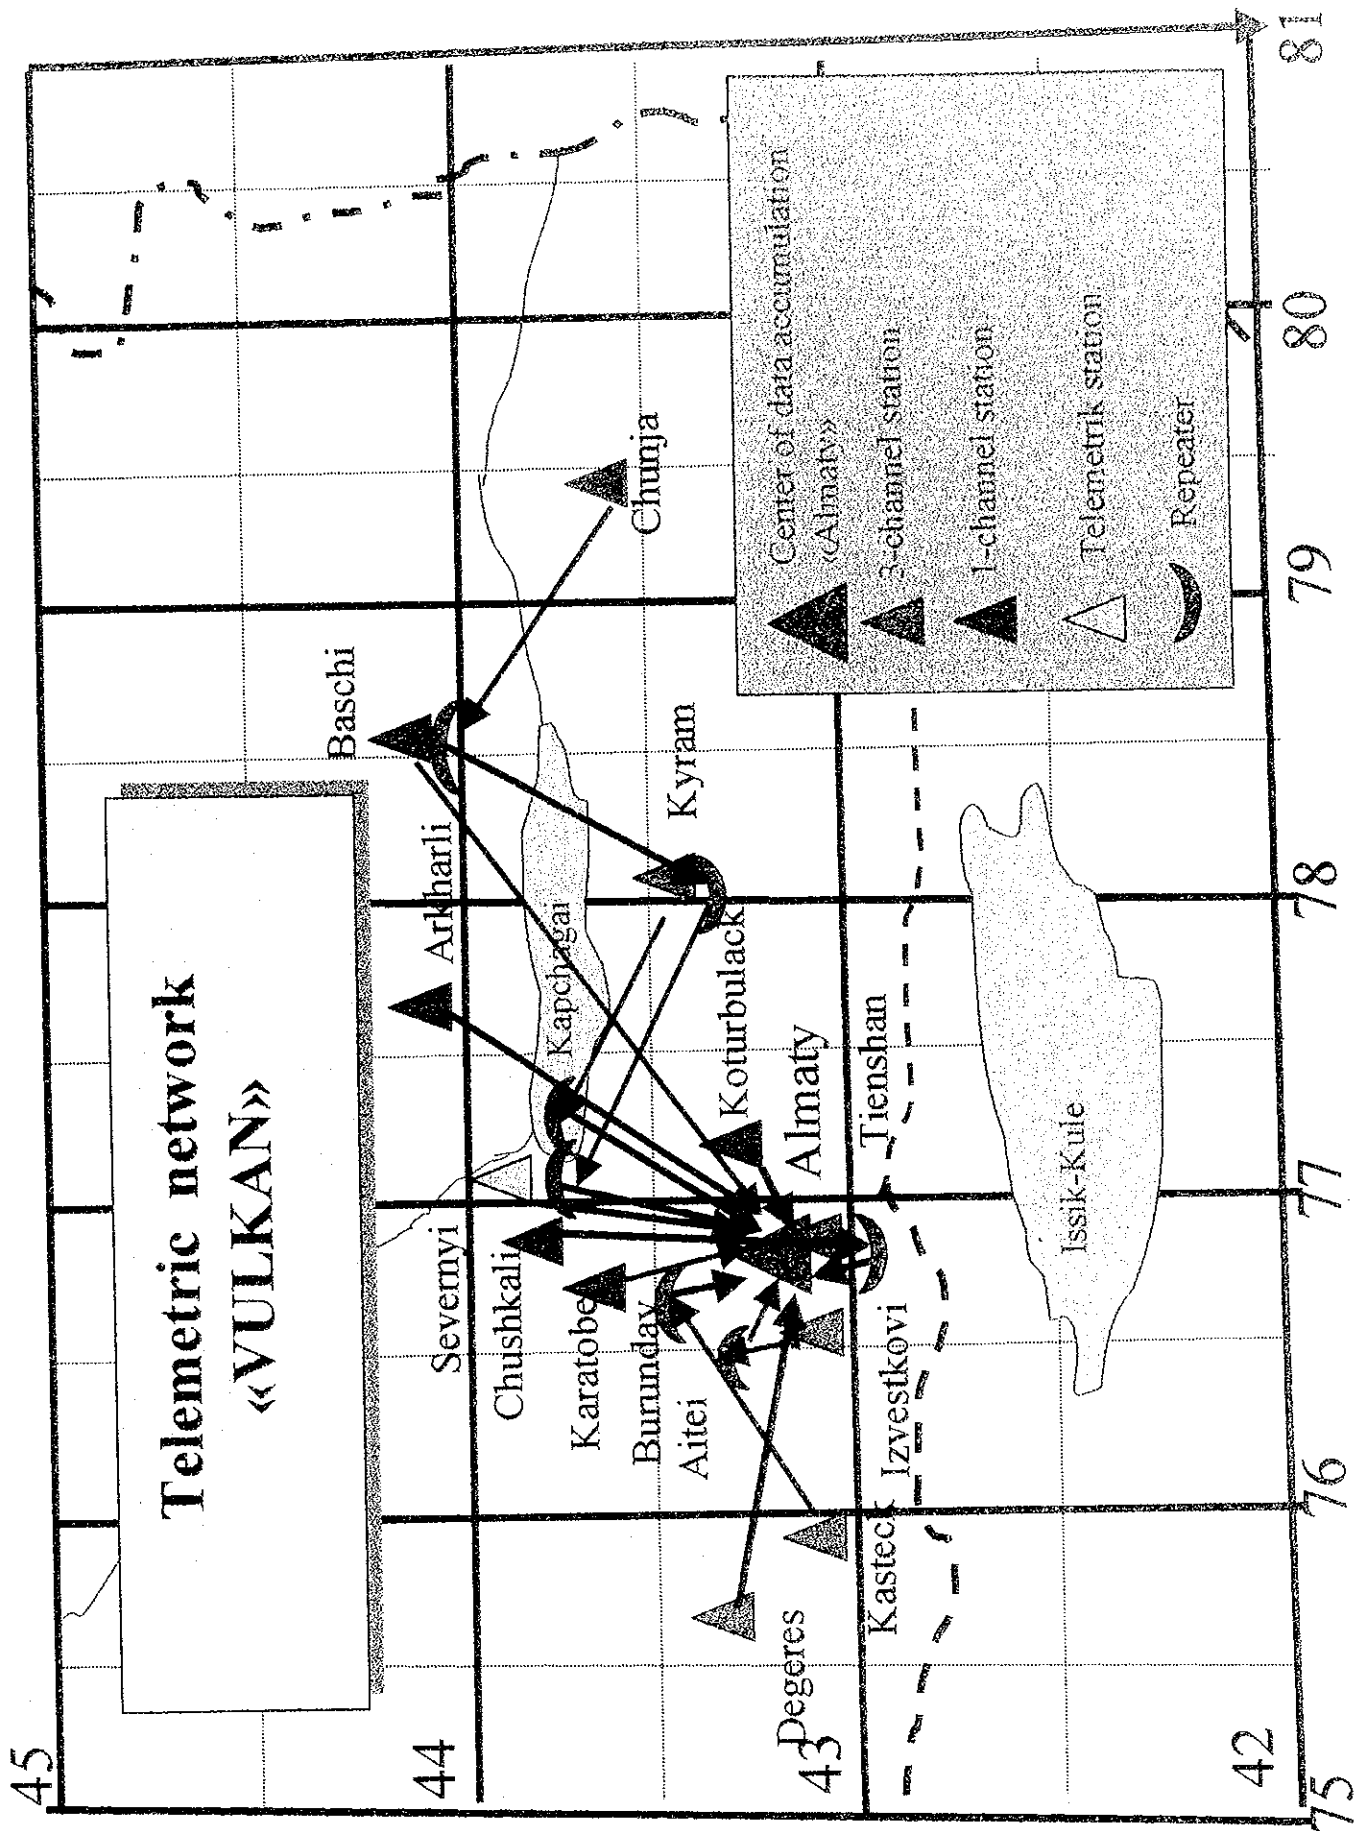 Telemetric network
«VULKAN»
45
44
43
42
75
76
77
78
79
80
81
Baschi
Arkharli
Severnyi
Chushkali
Karatobe
Burunday
Aitei
Degeres
Kasteck
Izvestkovi
Tienshan
Almaty
Koturbulack
Kyram
Chunja
Kapchagai
Issik-Kule
Center of data accumulation
«Almaty»
3-channel station
1-channel station
Telemetrik station
Repeater